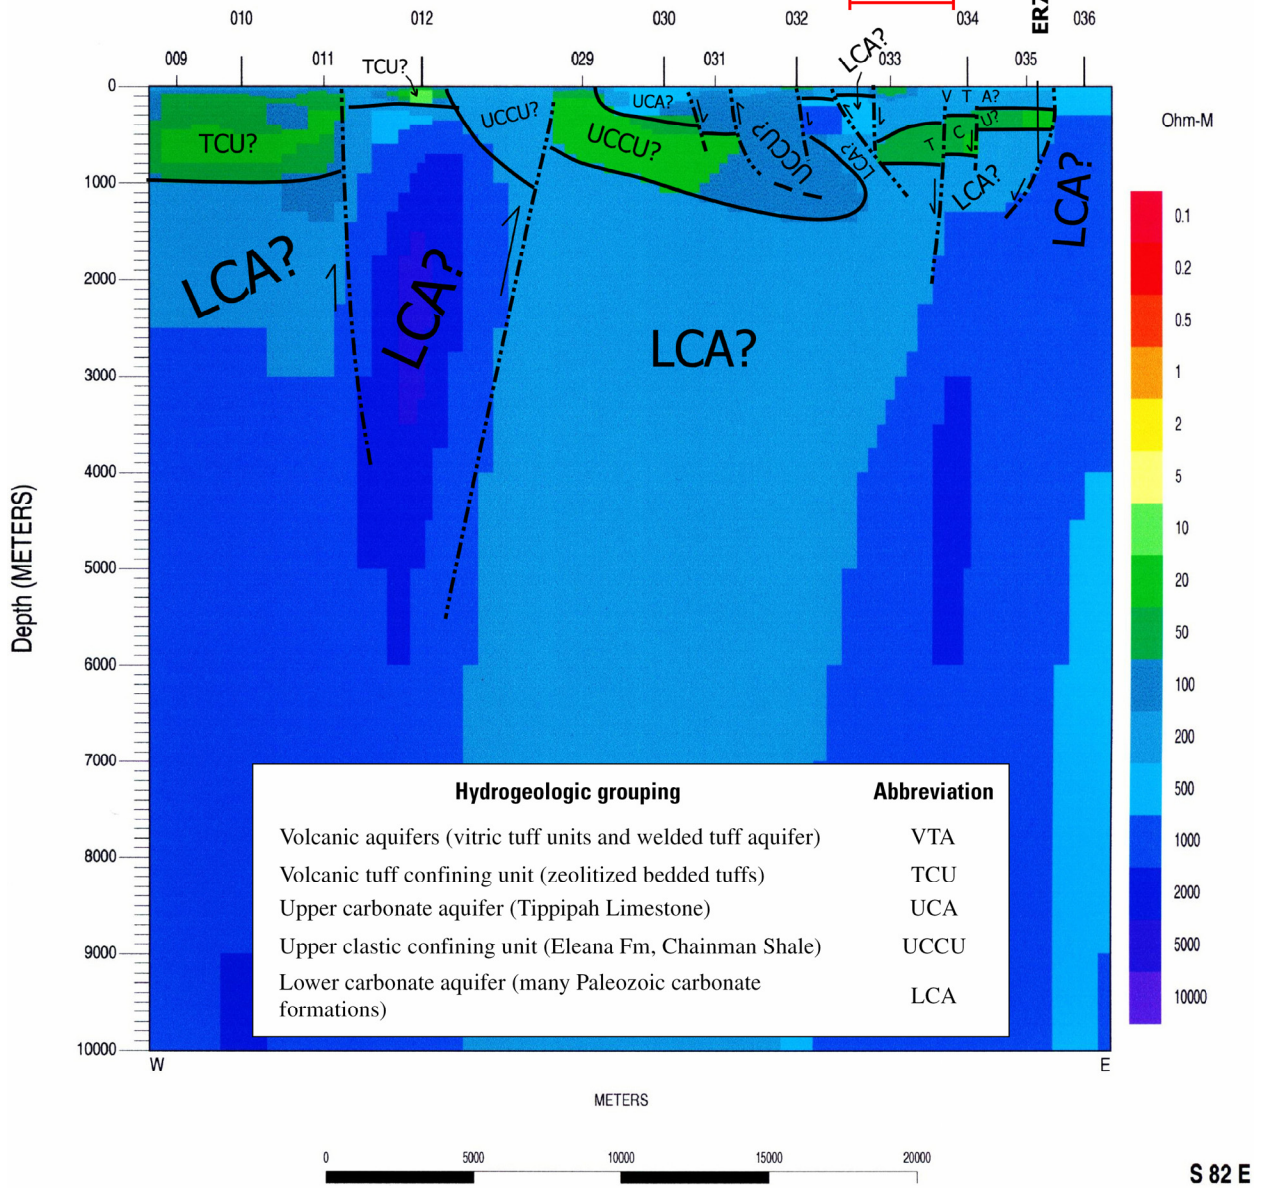 010 012 030 032 034 ER7
036
009 011 029 031 033 035
TCU?
LCA?
0
UCCU?
UCA?
V T A?
Ohm-M
TCU?
UCCU?
UCCU?
LCA?
T C U?
LCA?
LCA?
1000
0.1
LCA?
LCA?
2000
0.2
0.5
LCA?
3000
1
2
4000
5
Depth (METERS)
10
5000
20
50
6000
100
200
7000
500
Hydrogeologic grouping Abbreviation
Volcanic aquifers (vitric tuff units and welded tuff aquifer) VTA
1000
8000
Volcanic tuff confining unit (zeolitized bedded tuffs) TCU
2000
Upper carbonate aquifer (Tippipah Limestone) UCA
Upper clastic confining unit (Eleana Fm, Chainman Shale) UCCU
5000
9000
Lower carbonate aquifer (many Paleozoic carbonate
formations) LCA
10000
10000
W E
METERS
0 5000 10000 15000 20000
S 82 E